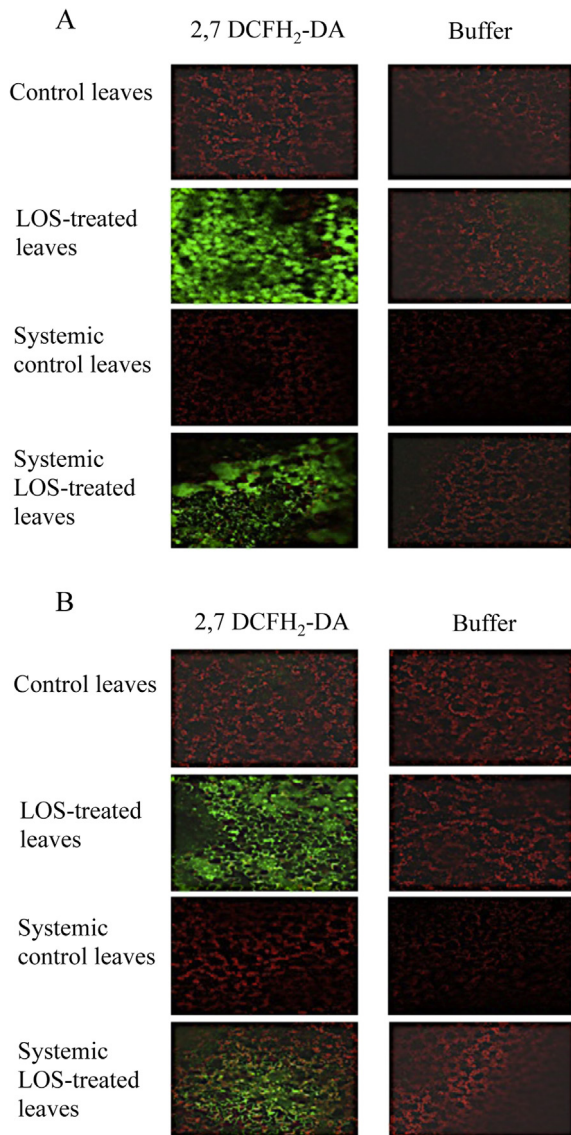 A
2,7 DCFH₂-DA
Buffer
Control leaves
LOS-treated
leaves
Systemic
control leaves
Systemic
LOS-treated
leaves
B
2,7 DCFH₂-DA
Buffer
Control leaves
LOS-treated
leaves
Systemic
control leaves
Systemic
LOS-treated
leaves